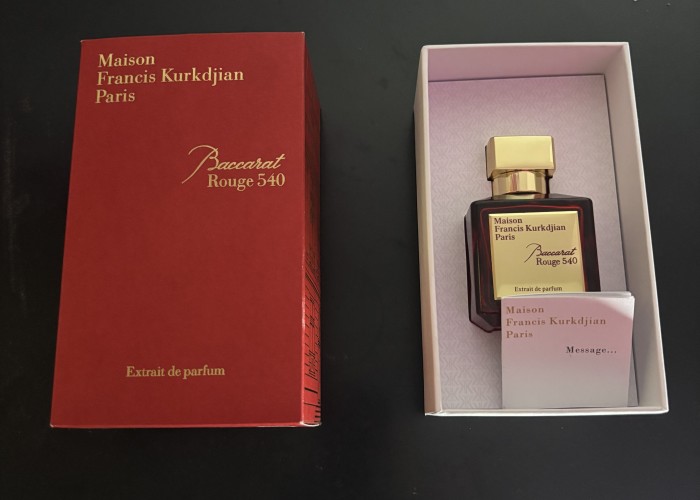 Maison
Francis Kurkdjian
Paris
Baccarat
Rouge 540
Extrait de parfum
Maison
Francis Kurkdjian
Paris
Baccarat
Rouge 540
Extrait de parfum
Maison
Francis Kurkdjian
Paris
Message...